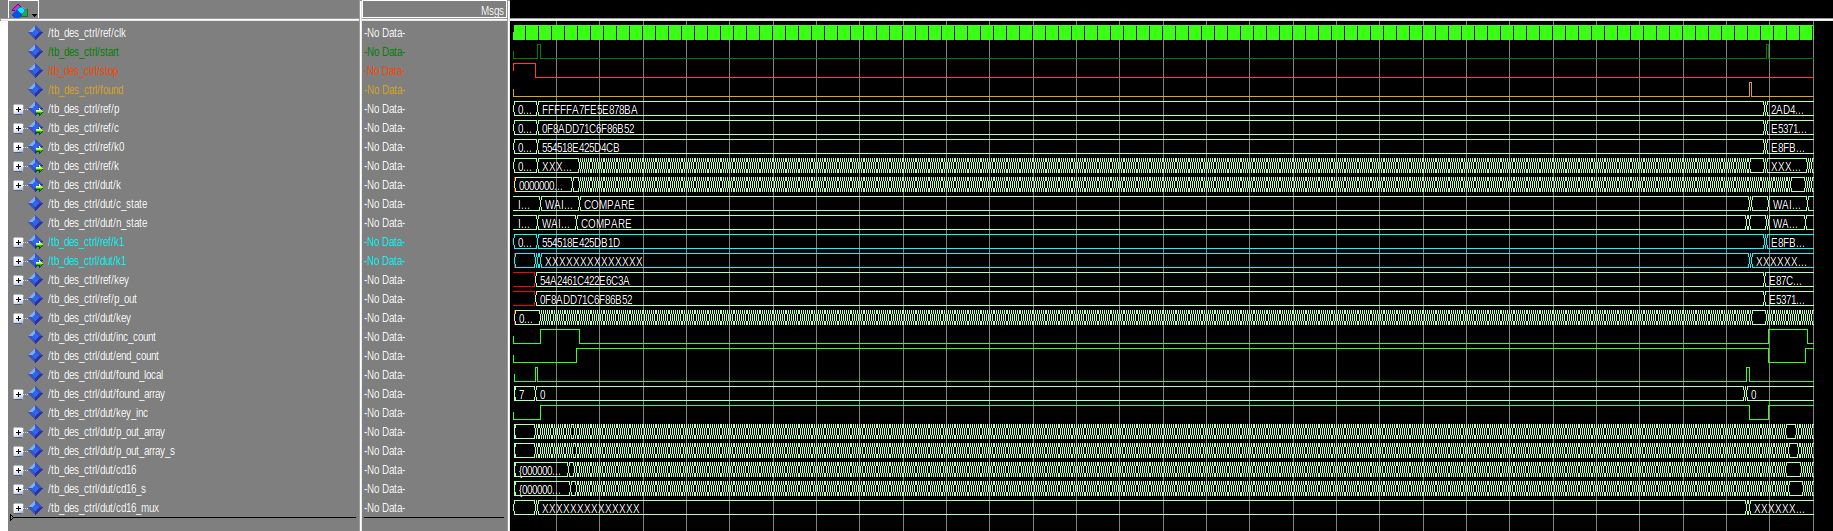 Msgs
/tb_des_ctrl/ref/clk -No Data-
/tb_des_ctrl/start -No Data-
/tb_des_ctrl/stop -No Data-
/tb_des_ctrl/found -No Data-
/tb_des_ctrl/ref/p -No Data- 0... FFFFFA7FE5E878BA 2AD4...
/tb_des_ctrl/ref/c -No Data- 0... 0F8ADD71C6F86B52 E5371...
/tb_des_ctrl/ref/k0 -No Data- 0... 554518E425D4CB E8FB...
/tb_des_ctrl/ref/k -No Data- 0... XXX... XXX...
/tb_des_ctrl/dut/k -No Data- 0000000...
/tb_des_ctrl/dut/c_state -No Data- I... WAI... COMPARE WAI...
/tb_des_ctrl/dut/n_state -No Data- I... WAI... COMPARE WA...
/tb_des_ctrl/ref/k1 -No Data- 0... 554518E425DB1D E8FB...
/tb_des_ctrl/dut/k1 -No Data- XXXXXXXXXXXXXX XXXXXX...
/tb_des_ctrl/ref/key -No Data- 54A2461C422E6C3A E87C...
/tb_des_ctrl/ref/p_out -No Data- 0F8ADD71C6F86B52 E5371...
/tb_des_ctrl/dut/key -No Data- 0...
/tb_des_ctrl/dut/inc_count -No Data-
/tb_des_ctrl/dut/end_count -No Data-
/tb_des_ctrl/dut/found_local -No Data-
/tb_des_ctrl/dut/found_array -No Data- 7 0 0
/tb_des_ctrl/dut/key_inc -No Data-
/tb_des_ctrl/dut/p_out_array -No Data-
/tb_des_ctrl/dut/p_out_array_s -No Data-
/tb_des_ctrl/dut/cd16 -No Data- {000000...
/tb_des_ctrl/dut/cd16_s -No Data- {000000...
/tb_des_ctrl/dut/cd16_mux -No Data- XXXXXXXXXXXXXX XXXXXX...